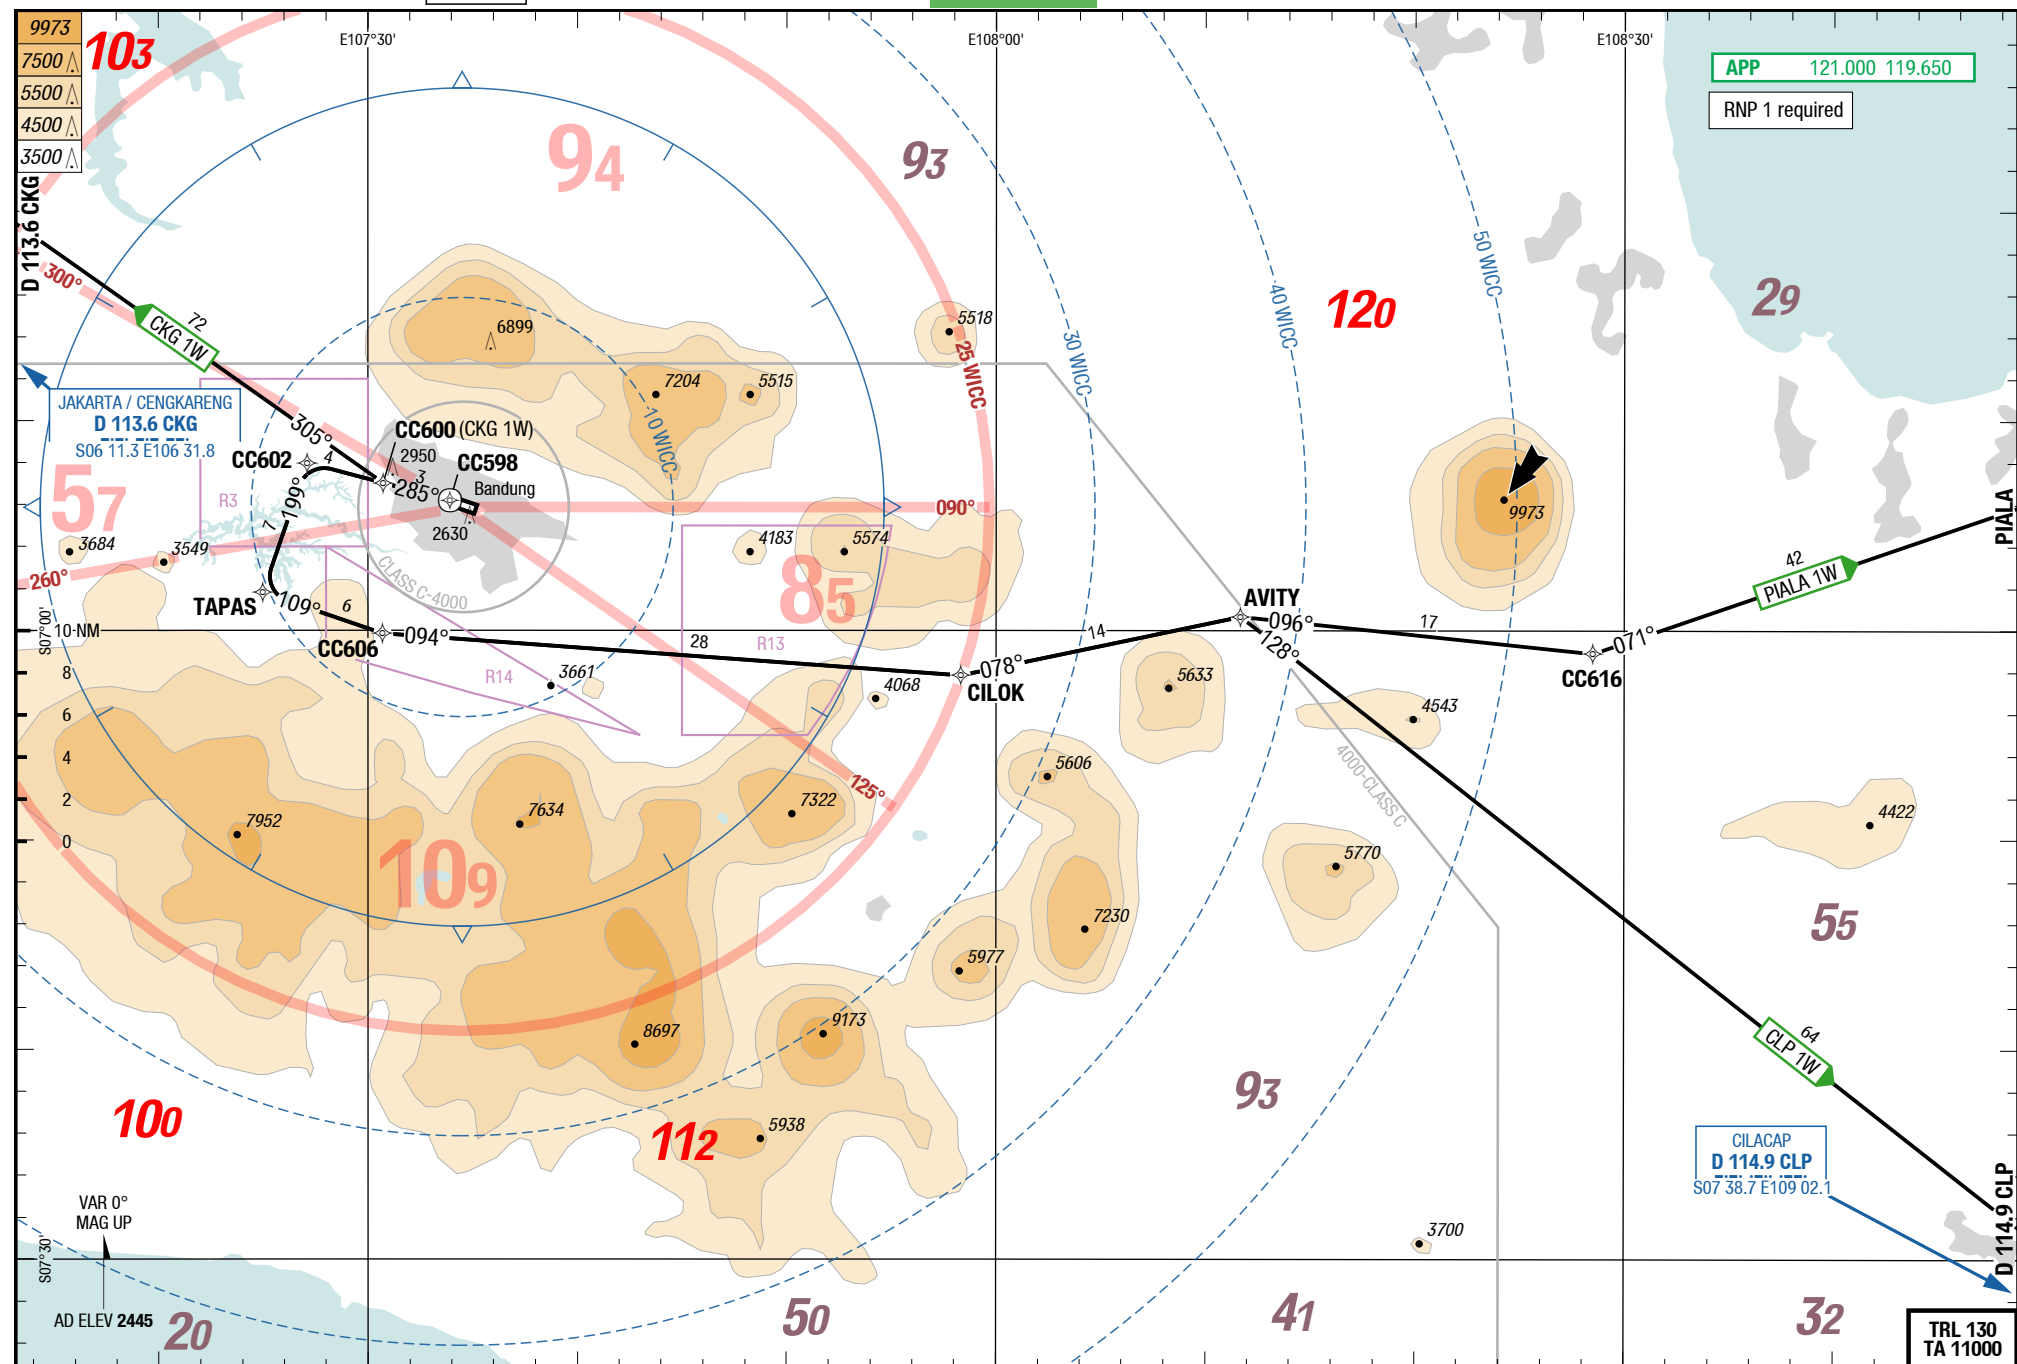 9973
7500
5500
4500
3500
103
E107°30'
E108°00'
E108°30'
APP 121.000 119.650
RNP 1 required
94
93
120
29
D 113.6 CKG
300°
72
CKG 1W
JAKARTA / CENGKARENG
D 113.6 CKG
S06 11.3 E106 31.8
305°
6899
7204
5515
5518
25 WICC
10 WICC
30 WICC
40 WICC
50 WICC
CC600 (CKG 1W)
2950
CC602
4
3
285°
CC598
Bandung
2630
57
R3
199°
7
3684
3549
260°
090°
CLASS C-4000
4183
5574
85
9973
PIALA
42
PIALA 1W
TAPAS
109°
6
S07°00'
10 NM
8
6
4
2
0
CC606
094°
28
R13
R14
3661
4068
CILOK
078°
14
AVITY
096°
128°
17
CC616
071°
5633
4543
5606
4000-CLASS C
125°
7952
7634
7322
109
5770
4422
7230
5977
55
8697
9173
64
CLP 1W
93
100
112
5938
CILACAP
D 114.9 CLP
S07 38.7 E109 02.1
D 114.9 CLP
VAR 0°
MAG UP
S07°30'
3700
AD ELEV 2445
20
50
41
32
TRL 130
TA 11000